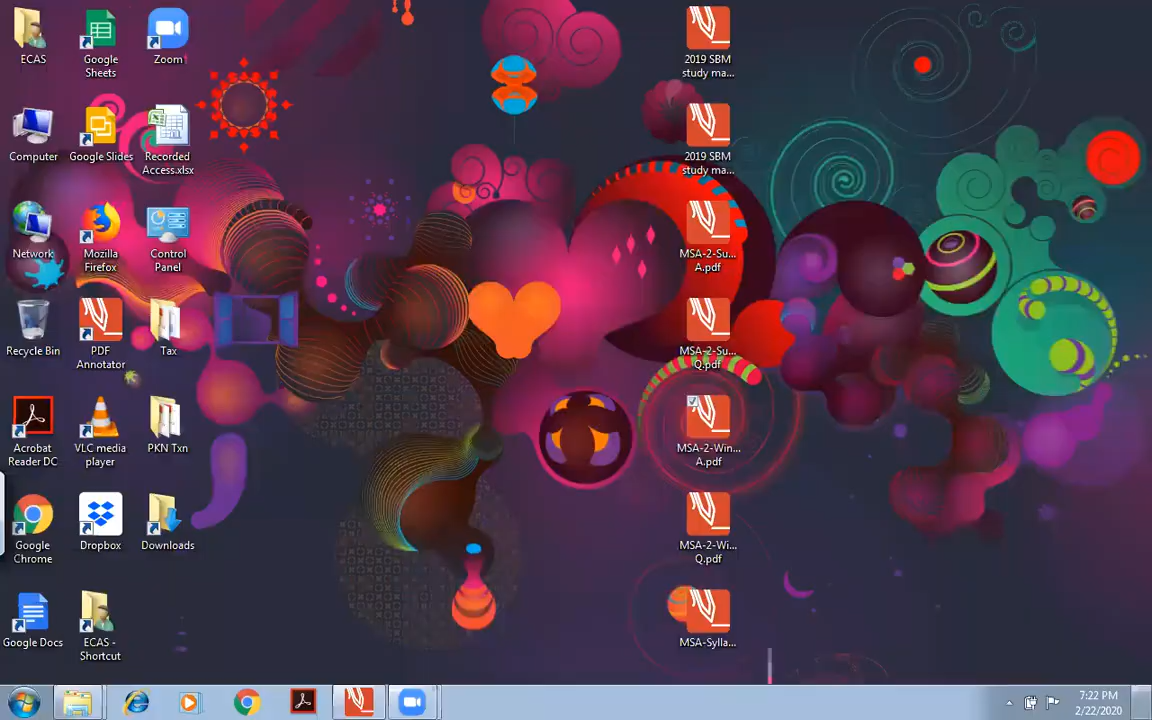 ECAS
Google
Sheets
Zoom
Computer
Google Slides
Recorded
Access.xlsx
Network
Mozilla
Firefox
Control
Panel
Recycle Bin
PDF
Annotator
Tax
Acrobat
Reader DC
VLC media
player
PKN Txn
Google
Chrome
Dropbox
Downloads
Google Docs
ECAS -
Shortcut
2019 SBM
study ma...
2019 SBM
study ma...
MSA-2-Su...
A.pdf
MSA-2-Su...
Q.pdf
MSA-2-Win...
A.pdf
MSA-2-Wi...
Q.pdf
MSA-Sylla...
7:22 PM
2/22/2020